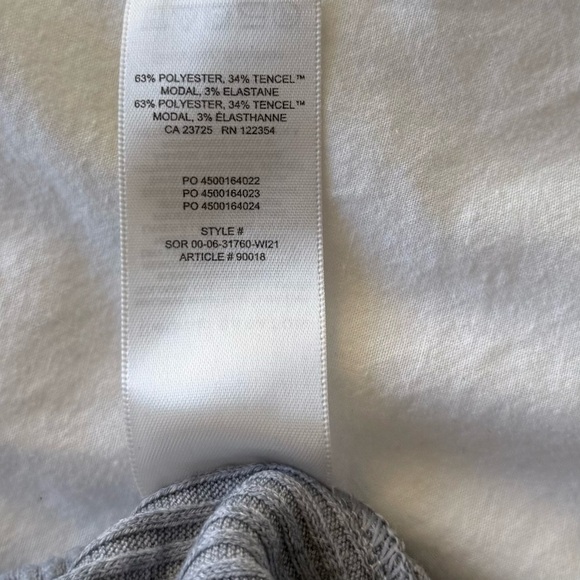 63% POLYESTER, 34% TENCEL™
MODAL, 3% ELASTANE
63% POLYESTER, 34% TENCEL™
MODAL, 3% ÉLASTHANNE
CA 23725 RN 122354
PO 4500164022
PO 4500164023
PO 4500164024
STYLE #
SOR 00-06-31760-WI21
ARTICLE # 90018